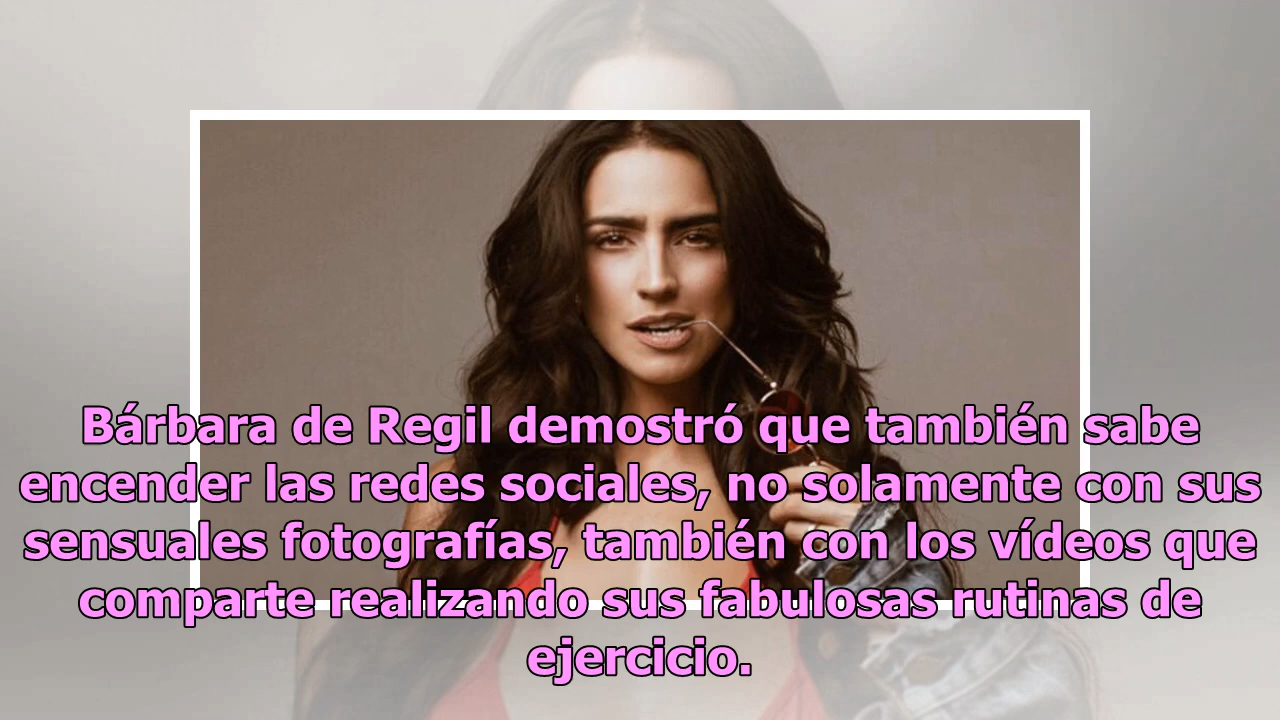 Bárbara de Regil demostró que también sabe
encender las redes sociales, no solamente con sus
sensuales fotografías, también con los vídeos que
comparte realizando sus fabulosas rutinas de
ejercicio.